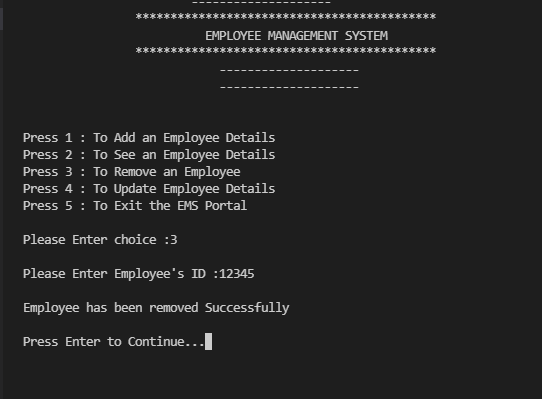 --------------------
*******************************************
EMPLOYEE MANAGEMENT SYSTEM
*******************************************
--------------------
--------------------
Press 1 : To Add an Employee Details
Press 2 : To See an Employee Details
Press 3 : To Remove an Employee
Press 4 : To Update Employee Details
Press 5 : To Exit the EMS Portal
Please Enter choice :3
Please Enter Employee's ID :12345
Employee has been removed Successfully
Press Enter to Continue...